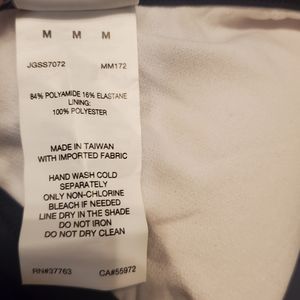 M M M
JGSS7072 MM172
84% POLYAMIDE 16% ELASTANE
LINING:
100% POLYESTER
MADE IN TAIWAN
WITH IMPORTED FABRIC
HAND WASH COLD
SEPARATELY
ONLY NON-CHLORINE
BLEACH IF NEEDED
LINE DRY IN THE SHADE
DO NOT IRON
DO NOT DRY CLEAN
RN#37763 CA#55972